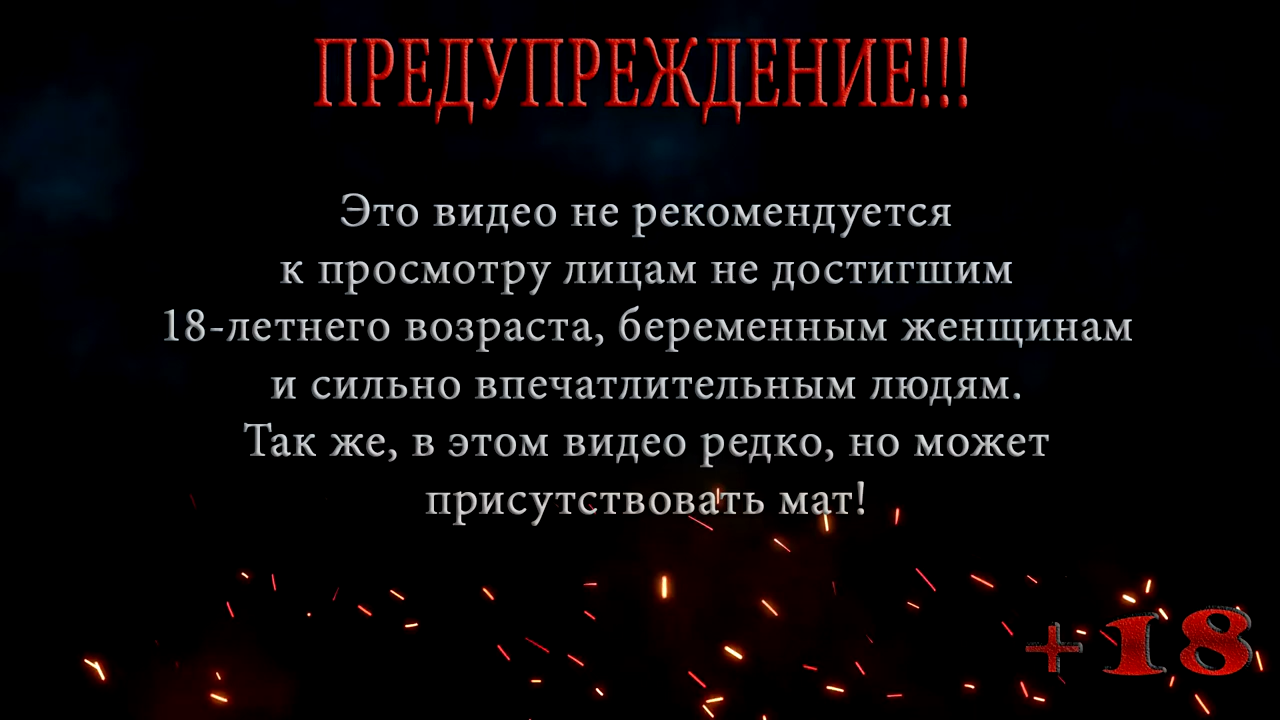 ПРЕДУПРЕЖДЕНИЕ!!!
Это видео не рекомендуется
к просмотру лицам не достигшим
18-летнего возраста, беременным женщинам
и сильно впечатлительным людям.
Так же, в этом видео редко, но может
присутствовать мат!
+18